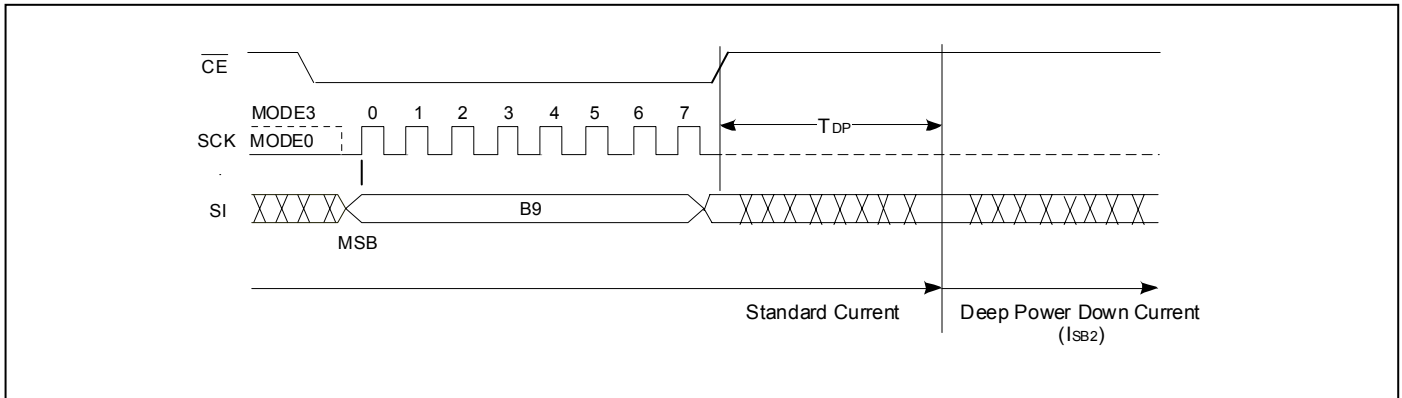 CE
MODE3 0 1 2 3 4 5 6 7
SCK MODE0
TDP
SI B9
MSB
Standard Current Deep Power Down Current
(ISB2)